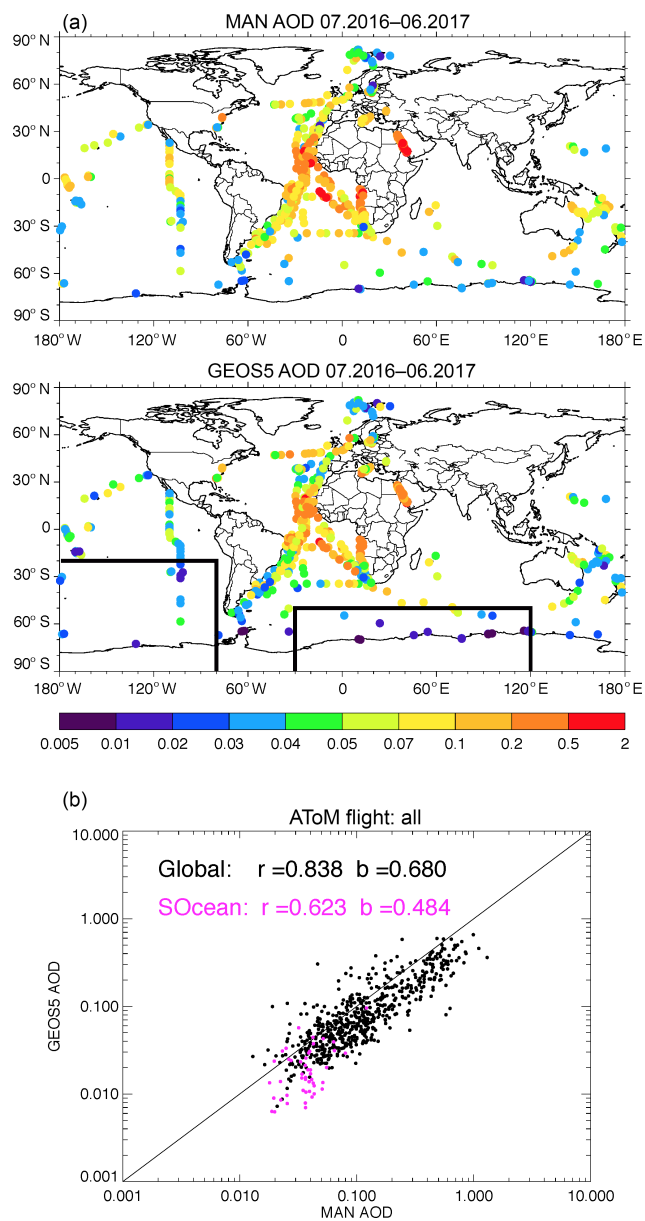 (a)
MAN AOD 07.2016–06.2017
90° N
60° N
30° N
0
30° S
60° S
90° S
180° W 120° W 60° W 0 60° E 120° E 180° E
GEOS5 AOD 07.2016–06.2017
90° N
60° N
30° N
0
30° S
60° S
90° S
180° W 120° W 60° W 0 60° E 120° E 180° E
0.005 0.01 0.02 0.03 0.04 0.05 0.07 0.1 0.2 0.5 2
(b)
AToM flight: all
10.000
Global: r =0.838 b =0.680
SOcean: r =0.623 b =0.484
1.000
GEOS5 AOD
0.100
0.010
0.001
0.001 0.010 0.100 1.000 10.000
MAN AOD